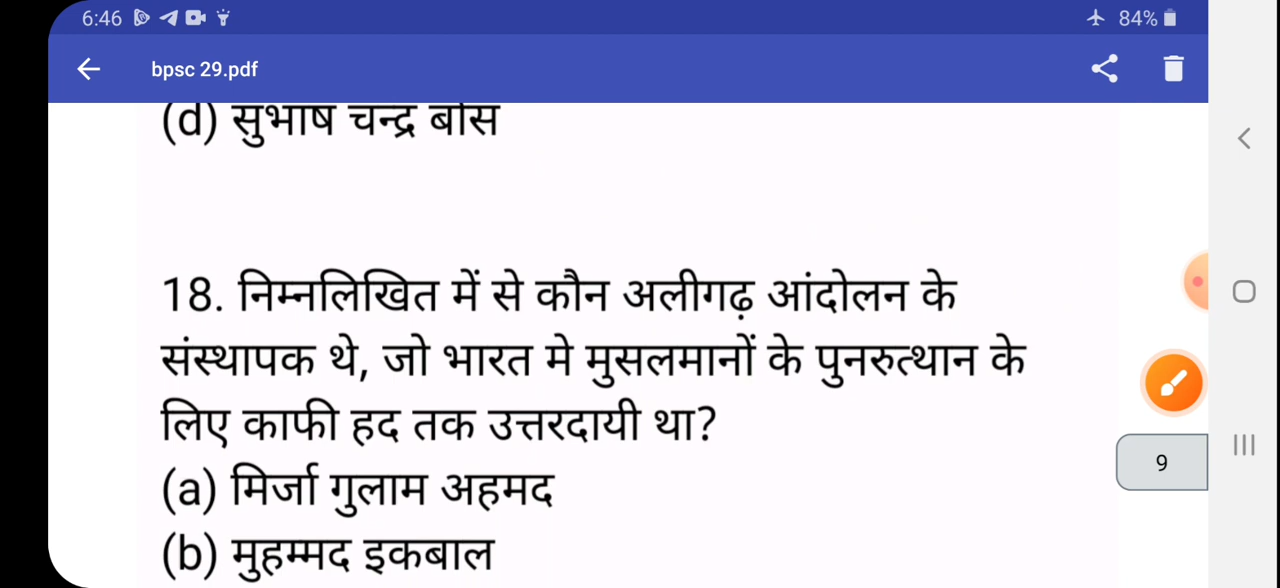 6:46 84%
bpsc 29.pdf
(d) सुभाष चन्द्र बोस
18. निम्नलिखित में से कौन अलीगढ़ आंदोलन के
संस्थापक थे, जो भारत मे मुसलमानों के पुनरुत्थान के
लिए काफी हद तक उत्तरदायी था?
9
(a) मिर्जा गुलाम अहमद
(b) मुहम्मद इकबाल